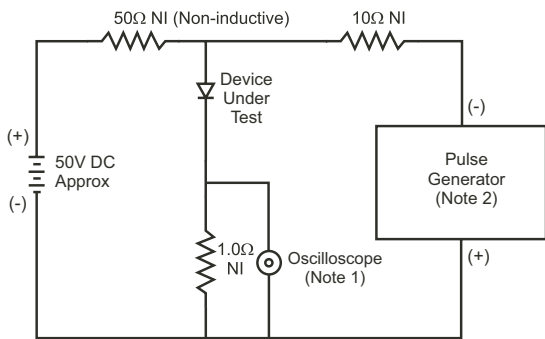 50Ω NI (Non-inductive)
10Ω NI
Device
Under
Test
(-)
(+)
50V DC
Approx
(-)
Pulse
Generator
(Note 2)
1.0Ω
NI
Oscilloscope
(Note 1)
(+)